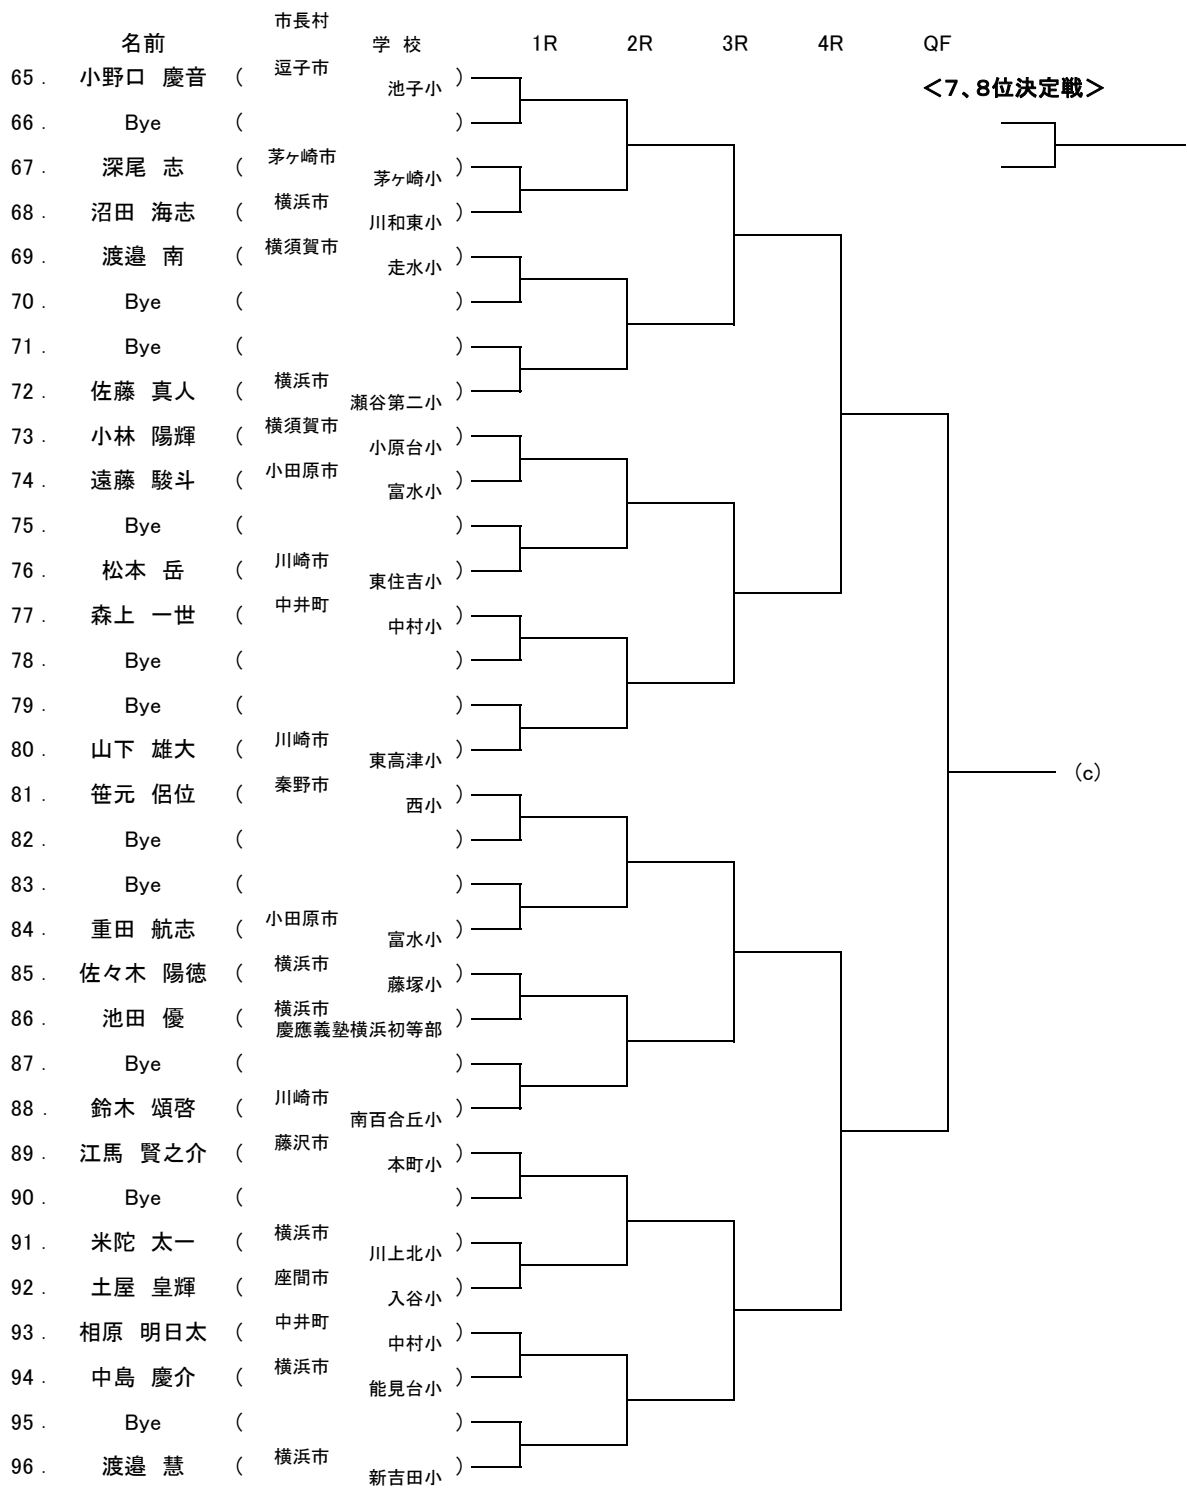 市長村
名前 学 校 1R 2R 3R 4R QF
65 . 小野口 慶音 ( 逗子市 池子小 )
<7、8位決定戦>
66 . Bye ( )
67 . 深尾 志 ( 茅ヶ崎市 茅ヶ崎小 )
68 . 沼田 海志 ( 横浜市 川和東小 )
69 . 渡邉 南 ( 横須賀市 走水小 )
70 . Bye ( )
71 . Bye ( )
72 . 佐藤 真人 ( 横浜市 瀬谷第二小 )
73 . 小林 陽輝 ( 横須賀市 小原台小 )
74 . 遠藤 駿斗 ( 小田原市 富水小 )
75 . Bye ( )
76 . 松本 岳 ( 川崎市 東住吉小 )
77 . 森上 一世 ( 中井町 中村小 )
78 . Bye ( )
79 . Bye ( )
80 . 山下 雄大 ( 川崎市 東高津小 )
(c)
81 . 笹元 侶位 ( 秦野市 西小 )
82 . Bye ( )
83 . Bye ( )
84 . 重田 航志 ( 小田原市 富水小 )
85 . 佐々木 陽徳 ( 横浜市 藤塚小 )
86 . 池田 優 ( 横浜市 慶應義塾横浜初等部 )
87 . Bye ( )
88 . 鈴木 頌啓 ( 川崎市 南百合丘小 )
89 . 江馬 賢之介 ( 藤沢市 本町小 )
90 . Bye ( )
91 . 米陀 太一 ( 横浜市 川上北小 )
92 . 土屋 皇輝 ( 座間市 入谷小 )
93 . 相原 明日太 ( 中井町 中村小 )
94 . 中島 慶介 ( 横浜市 能見台小 )
95 . Bye ( )
96 . 渡邉 慧 ( 横浜市 新吉田小 )